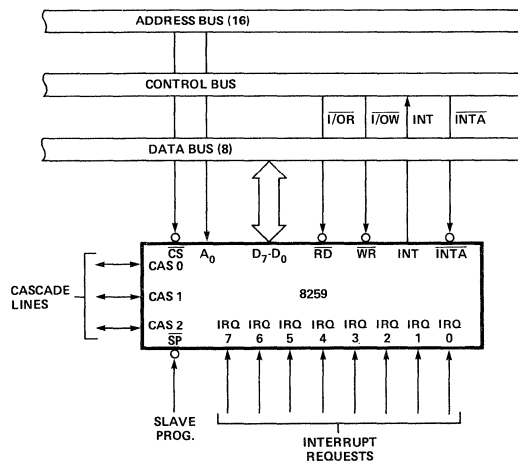 ADDRESS BUS (16)
CONTROL BUS
I/OR I/OW INT INTA
DATA BUS (8)
CS A0 D7-D0 RD WR INT INTA
CAS 0
CASCADE LINES
CAS 1
8259
CAS 2
SP
IRQ 7 IRQ 6 IRQ 5 IRQ 4 IRQ 3 IRQ 2 IRQ 1 IRQ 0
SLAVE PROG.
INTERRUPT REQUESTS